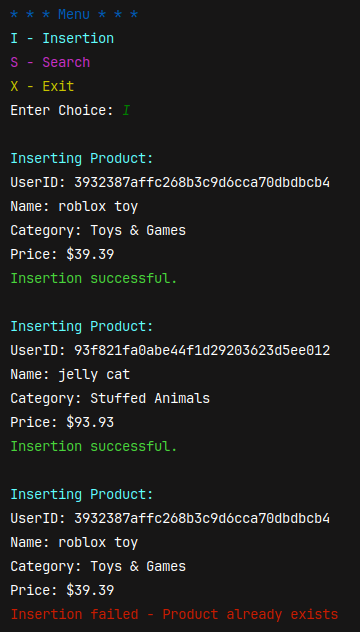 * * * Menu * * *
I - Insertion
S - Search
X - Exit
Enter Choice: I
Inserting Product:
UserID: 3932387affc268b3c9d6cca70dbdbcb4
Name: roblox toy
Category: Toys & Games
Price: $39.39
Insertion successful.
Inserting Product:
UserID: 93f821fa0abe44f1d29203623d5ee012
Name: jelly cat
Category: Stuffed Animals
Price: $93.93
Insertion successful.
Inserting Product:
UserID: 3932387affc268b3c9d6cca70dbdbcb4
Name: roblox toy
Category: Toys & Games
Price: $39.39
Insertion failed - Product already exists